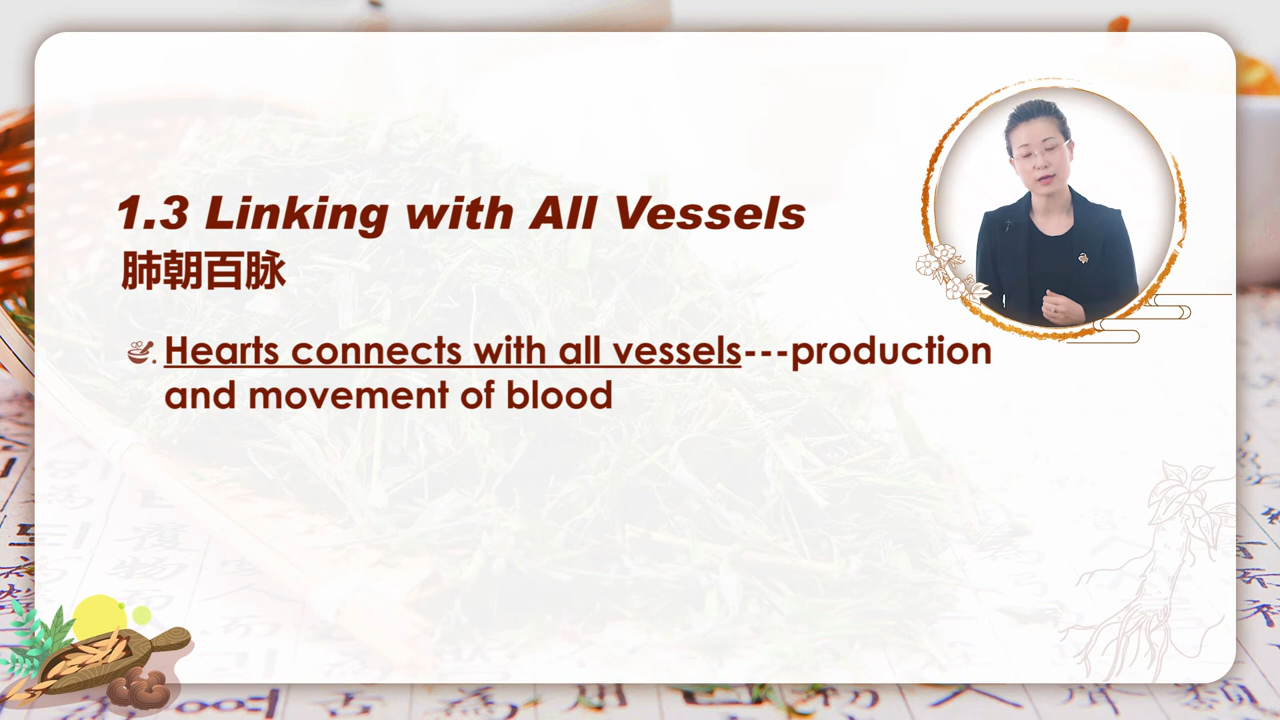 1.3 Linking with All Vessels
肺朝百脉
Hearts connects with all vessels---production
and movement of blood